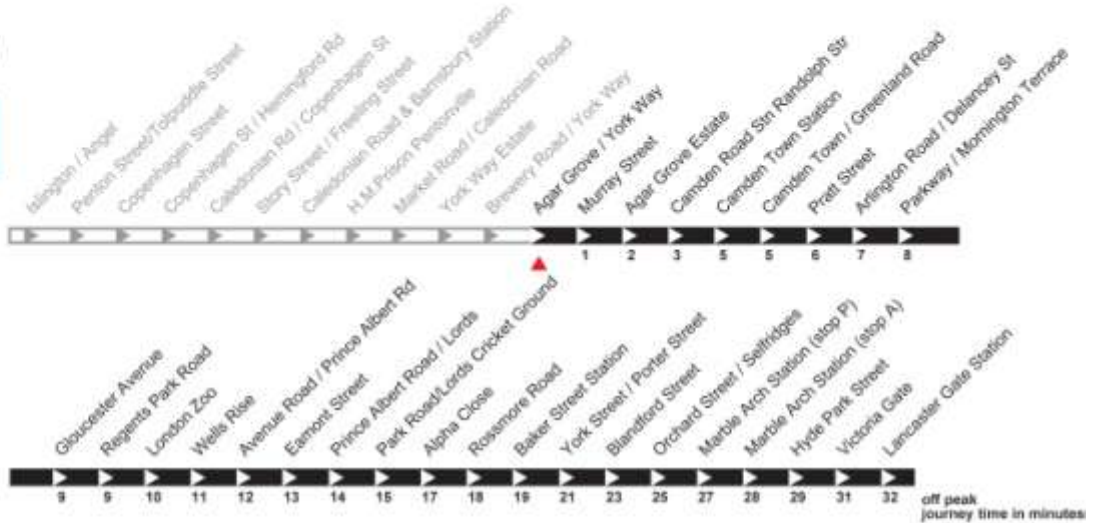 Islington / Angel
Penton Street/Tolpuddle Street
Copenhagen Street
Copenhagen St / Hemingford Rd
Caledonian Rd / Copenhagen St
Story Street / Freeling Street
Caledonian Road & Barnsbury Station
H.M.Prison Pentonville
Market Road / Caledonian Road
York Way Estate
Brewery Road / York Way
Agar Grove / York Way
Murray Street
Agar Grove Estate
Camden Road Stn Randolph Str
Camden Town Station
Camden Town / Greenland Road
Pratt Street
Arlington Road / Delancey St
Parkway / Mornington Terrace
1 2 3 5 5 6 7 8
Gloucester Avenue
Regents Park Road
London Zoo
Wells Rise
Avenue Road / Prince Albert Rd
Eamont Street
Prince Albert Road / Lords
Park Road/Lords Cricket Ground
Alpha Close
Rossmore Road
Baker Street Station
York Street / Porter Street
Blandford Street
Orchard Street / Selfridges
Marble Arch Station (stop P)
Marble Arch Station (stop A)
Hyde Park Street
Victoria Gate
Lancaster Gate Station
9 9 10 11 12 13 14 15 17 18 19 21 23 25 27 28 29 31 32
off peak
journey time in minutes